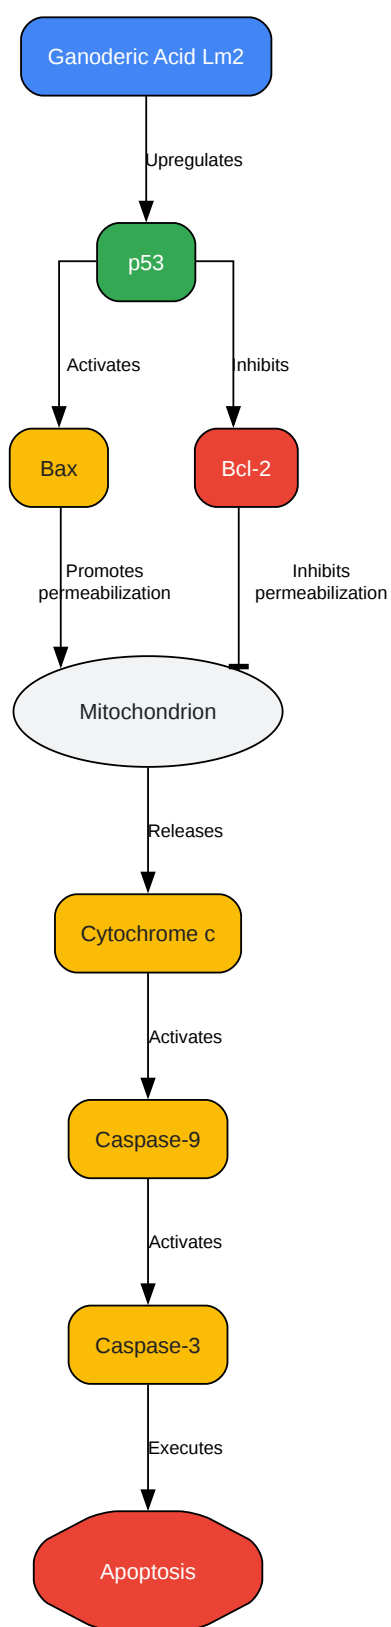 Ganoderic Acid Lm2
Upregulates
p53
Activates
Inhibits
Bax
Bcl-2
Promotes
permeabilization
Inhibits
permeabilization
Mitochondrion
Releases
Cytochrome c
Activates
Caspase-9
Activates
Caspase-3
Executes
Apoptosis